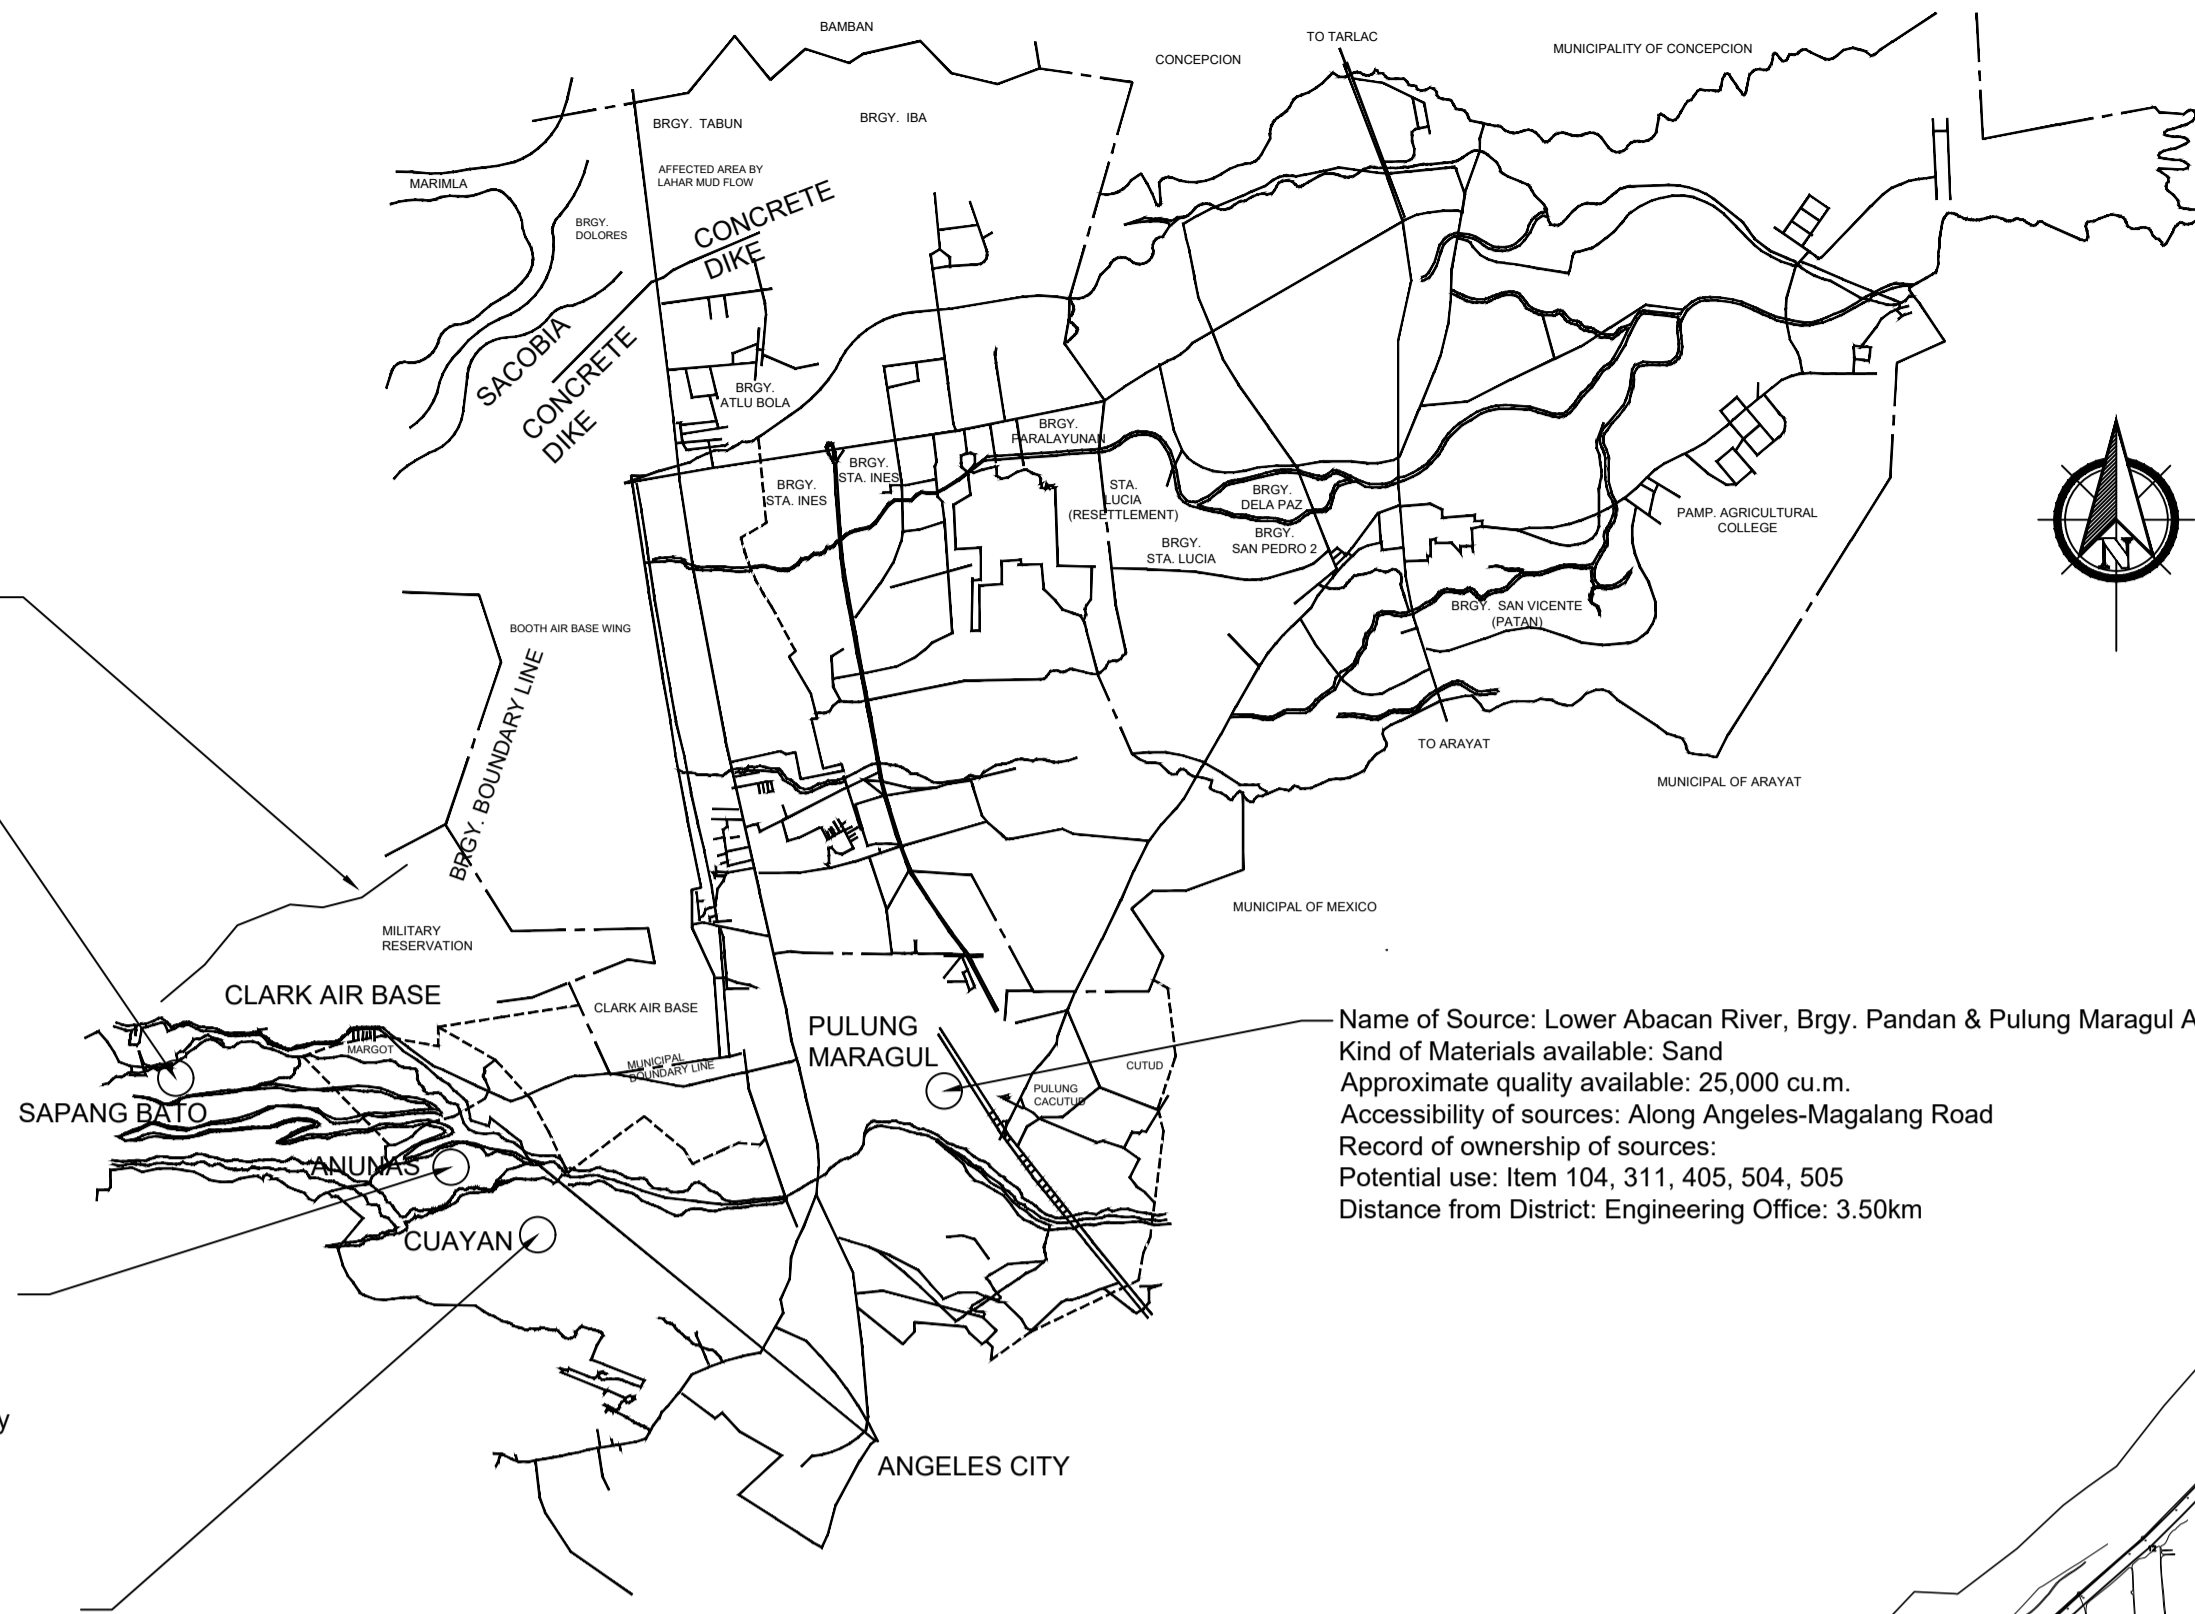 BAMBAN
TO TARLAC
MUNICIPALITY OF CONCEPCION
CONCEPCION
BRGY. TABUN
BRGY. IBA
AFFECTED AREA BY
LAHAR MUD FLOW
MARIMLA
BRGY.
DOLORES
CONCRETE
DIKE
SACOBIA
CONCRETE
DIKE
BRGY.
ATLU BOLA
BRGY.
PARALAYUNAN
BRGY.
STA. INES
BRGY.
STA. INES
STA.
LUCIA
(RESETTLEMENT)
BRGY.
DELA PAZ
BRGY.
SAN PEDRO 2
BRGY.
STA. LUCIA
PAMP. AGRICULTURAL
COLLEGE
N
BRGY. SAN VICENTE
(PATAN)
BOOTH AIR BASE WING
BRGY. BOUNDARY LINE
TO ARAYAT
MUNICIPAL OF ARAYAT
MUNICIPAL OF MEXICO
MILITARY
RESERVATION
CLARK AIR BASE
CLARK AIR BASE
PULUNG
MARAGUL
MARGOT
MUNICIPAL
BOUNDARY LINE
CUTUD
PULUNG
CACUTUD
SAPANG BATO
ANUNAS
CUAYAN
Name of Source: Lower Abacan River, Brgy. Pandan & Pulung Maragul A
Kind of Materials available: Sand
Approximate quality available: 25,000 cu.m.
Accessibility of sources: Along Angeles-Magalang Road
Record of ownership of sources:
Potential use: Item 104, 311, 405, 504, 505
Distance from District: Engineering Office: 3.50km
y
ANGELES CITY